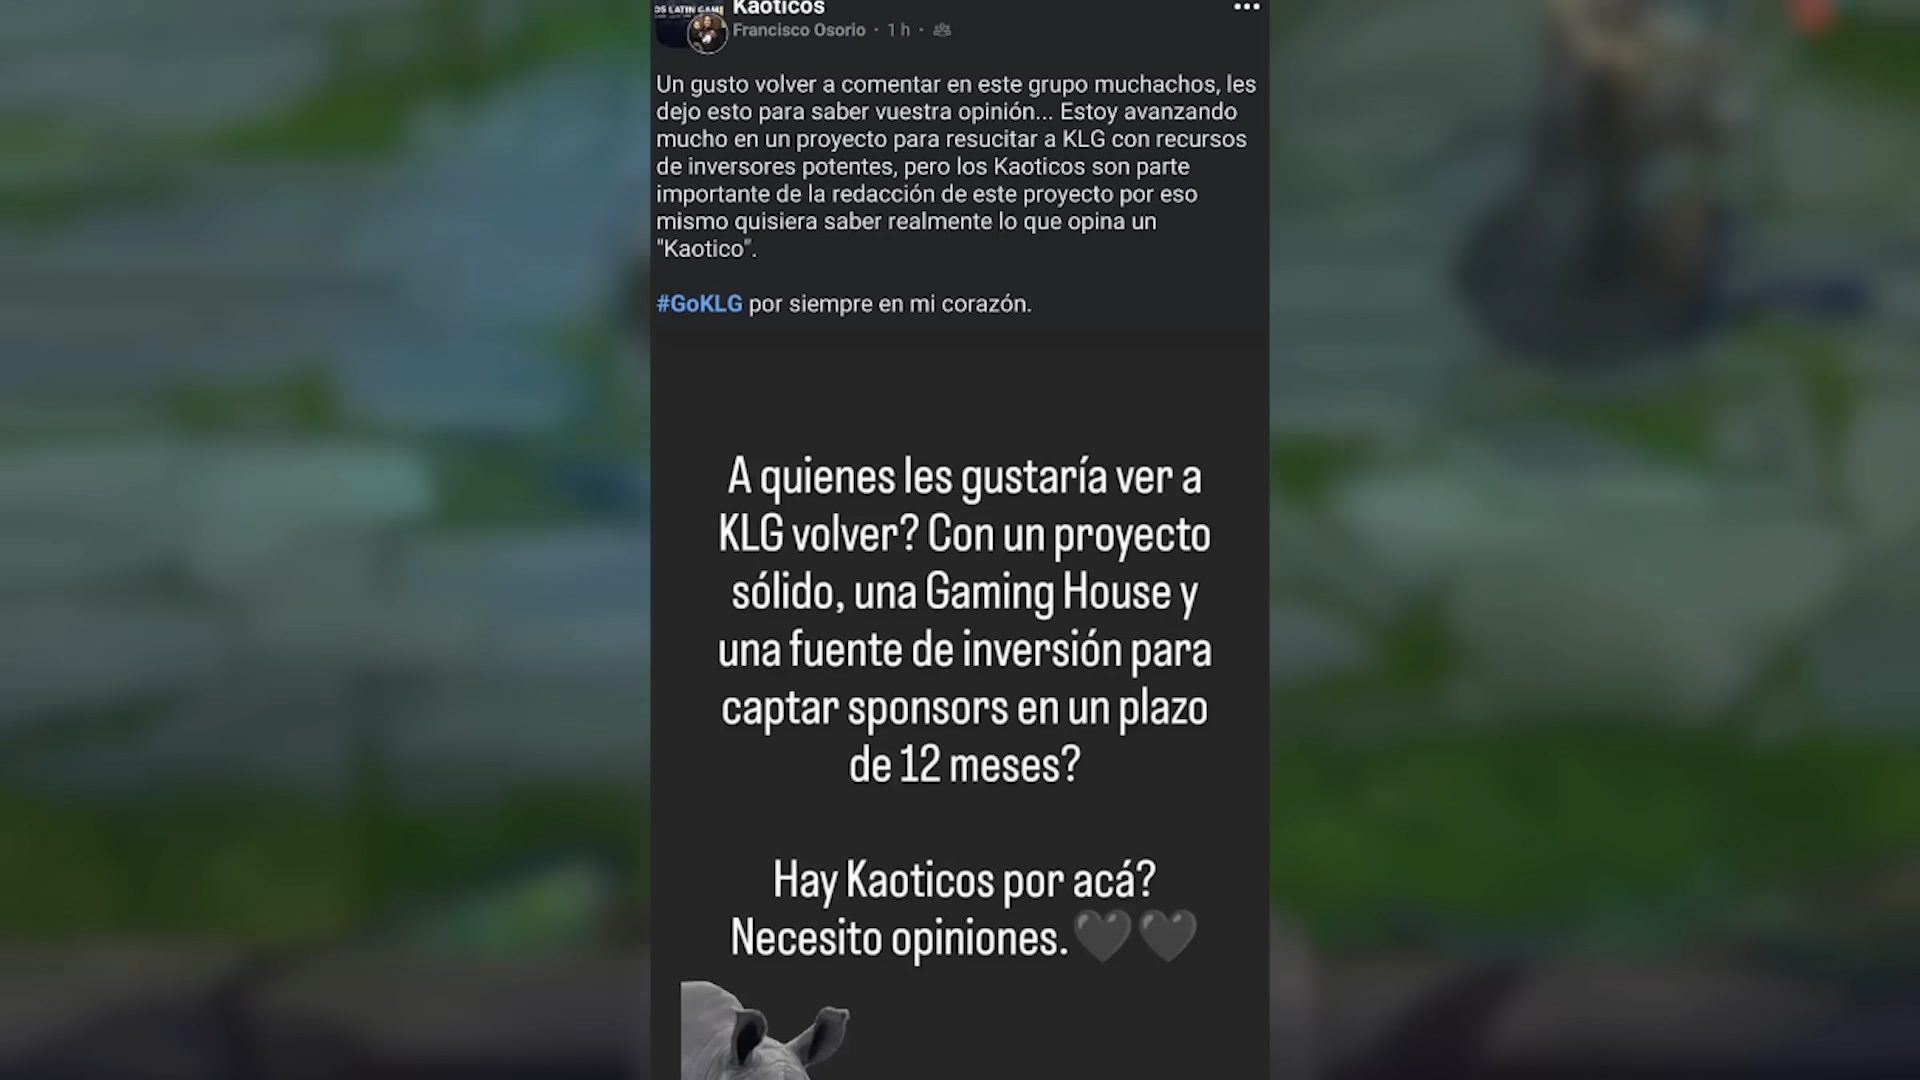 OS LATIN GAMI
Kaoticos
Francisco Osorio · 1 h ·
Un gusto volver a comentar en este grupo muchachos, les
dejo esto para saber vuestra opinión... Estoy avanzando
mucho en un proyecto para resucitar a KLG con recursos
de inversores potentes, pero los Kaoticos son parte
importante de la redacción de este proyecto por eso
mismo quisiera saber realmente lo que opina un
"Kaotico".
#GoKLG por siempre en mi corazón.
A quienes les gustaría ver a
KLG volver? Con un proyecto
sólido, una Gaming House y
una fuente de inversión para
captar sponsors en un plazo
de 12 meses?
Hay Kaoticos por acá?
Necesito opiniones.🖤🖤